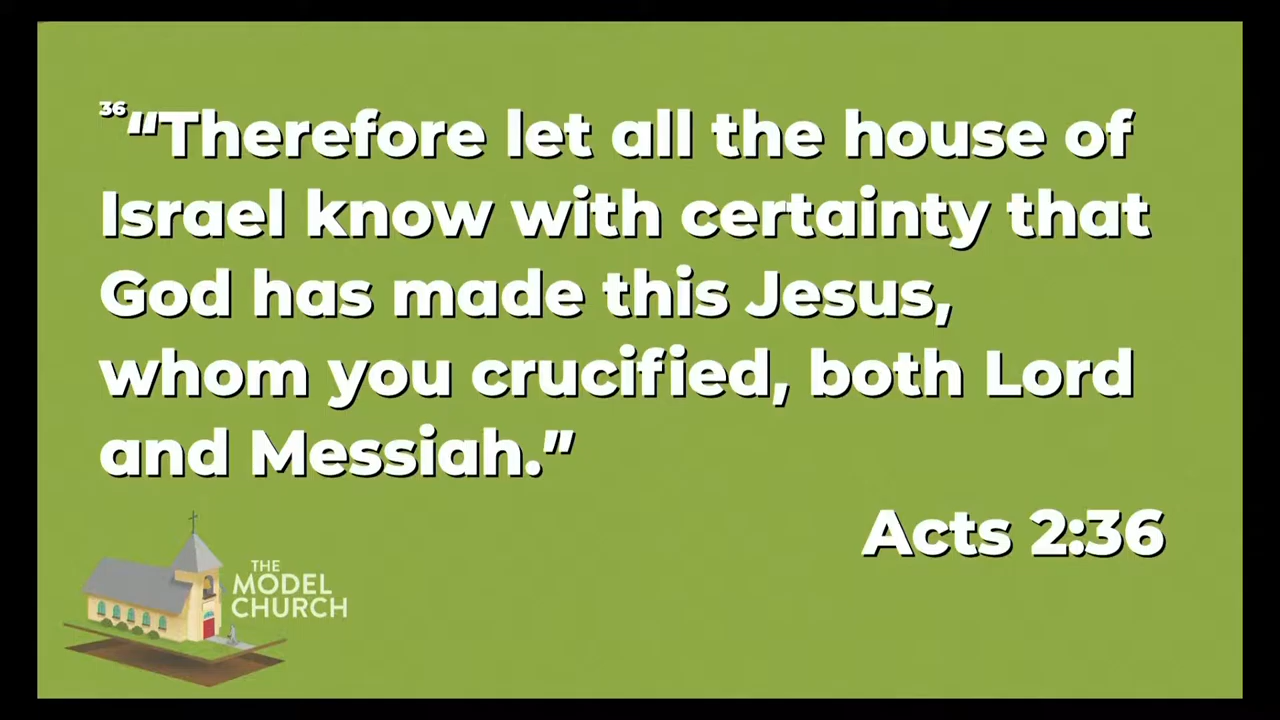 36“Therefore let all the house of
Israel know with certainty that
God has made this Jesus,
whom you crucified, both Lord
and Messiah.”
Acts 2:36
THE
MODEL
CHURCH